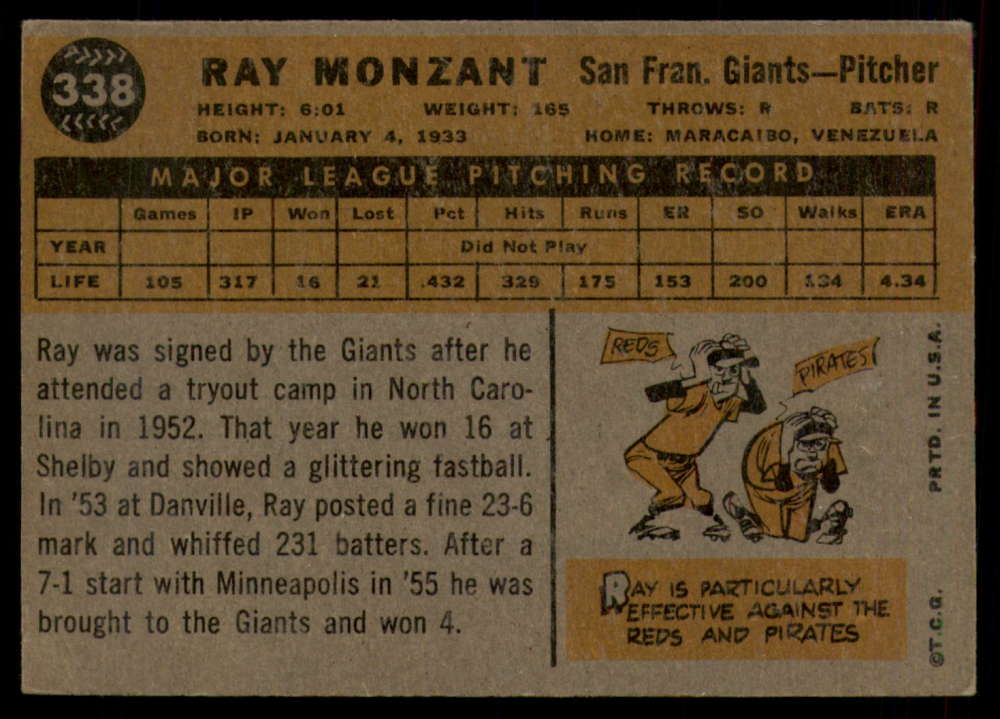 338
RAY MONZANT San Fran. Giants—Pitcher
HEIGHT: 6:01 WEIGHT: 165 THROWS: R BATS: R
BORN: JANUARY 4, 1933 HOME: MARACAIBO, VENEZUELA
MAJOR LEAGUE PITCHING RECORD
Games IP Won Lost Pct Hits Runs ER SO Walks ERA
YEAR Did Not Play
LIFE 105 317 16 21 .432 329 175 153 200 134 4.34
Ray was signed by the Giants after he
attended a tryout camp in North Caro-
lina in 1952. That year he won 16 at
Shelby and showed a glittering fastball.
In '53 at Danville, Ray posted a fine 23-6
mark and whiffed 231 batters. After a
7-1 start with Minneapolis in '55 he was
brought to the Giants and won 4.
REDS
PIRATES
RAY IS PARTICULARLY
EFFECTIVE AGAINST THE
REDS AND PIRATES
©T.C.G. PRTD. IN U.S.A.